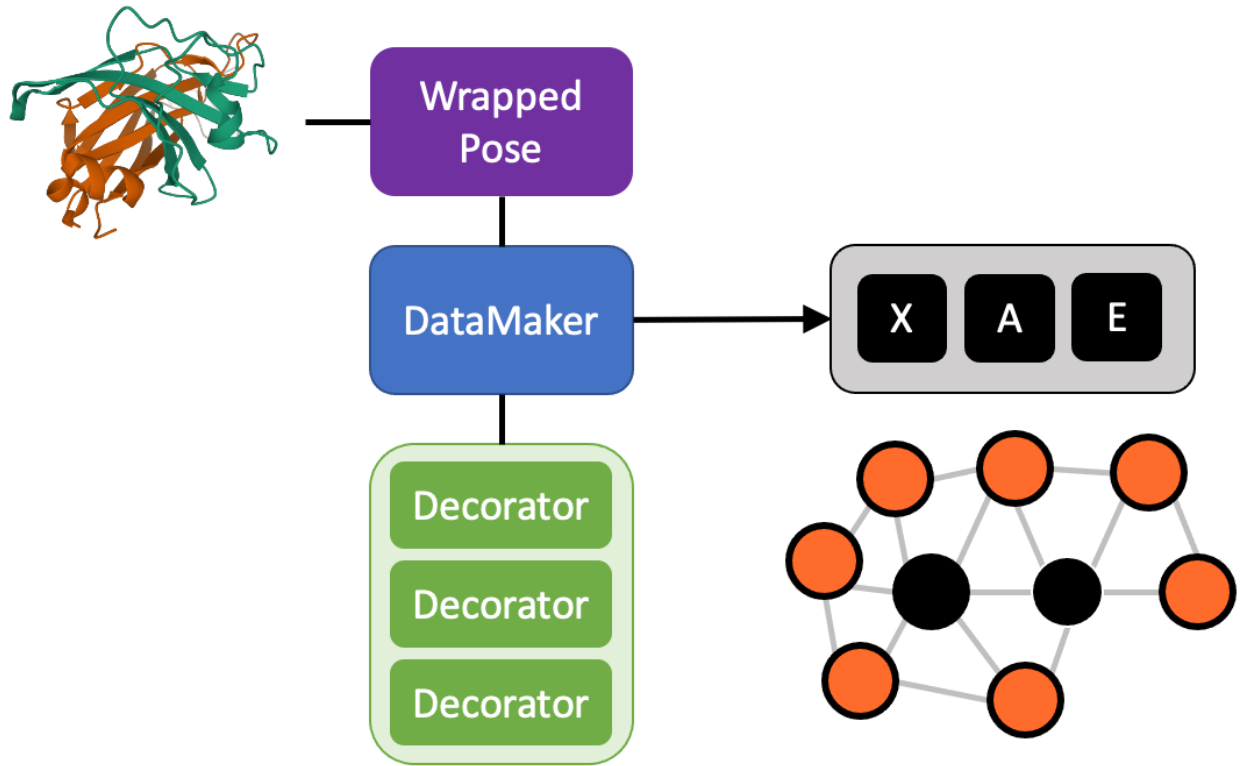 Wrapped
Pose
DataMaker
X A E
Decorator
Decorator
Decorator